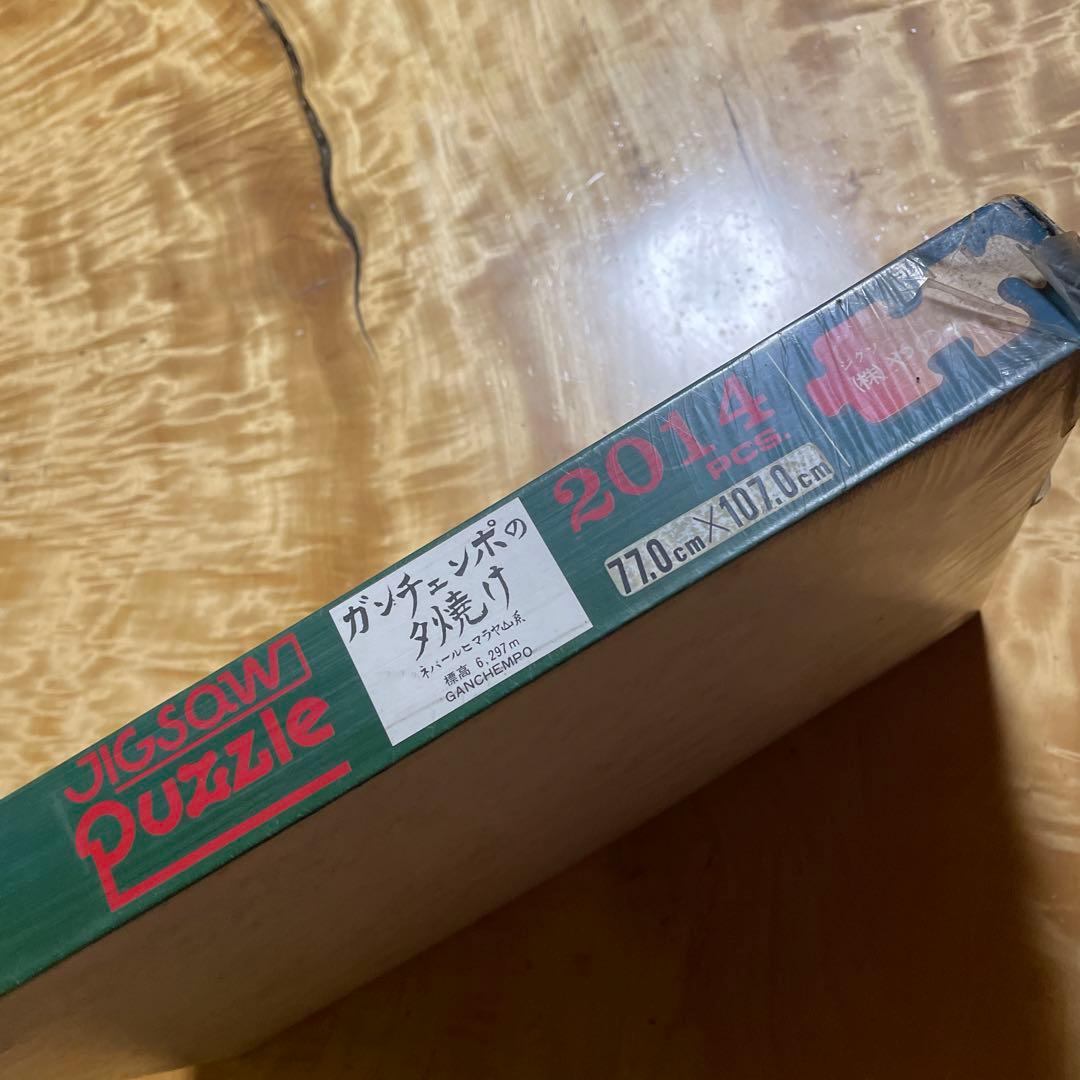 JIGSAW
Puzzle
ガンチェンポの
夕焼け
ネパールヒマラヤ山系
標高 6,297m
GANCHEMPO
2014
PCS.
77.0cm×107.0cm
(株)